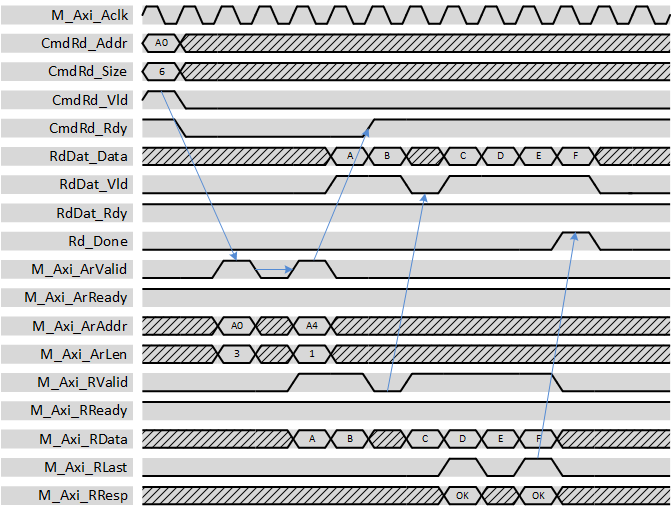 M_Axi_Aclk
CmdRd_Addr A0
CmdRd_Size 6
CmdRd_Vld
CmdRd_Rdy
RdDat_Data A B C D E F
RdDat_Vld
RdDat_Rdy
Rd_Done
M_Axi_ArValid
M_Axi_ArReady
M_Axi_ArAddr A0 A4
M_Axi_ArLen 3 1
M_Axi_RValid
M_Axi_RReady
M_Axi_RData A B C D E F
M_Axi_RLast
M_Axi_RResp OK OK